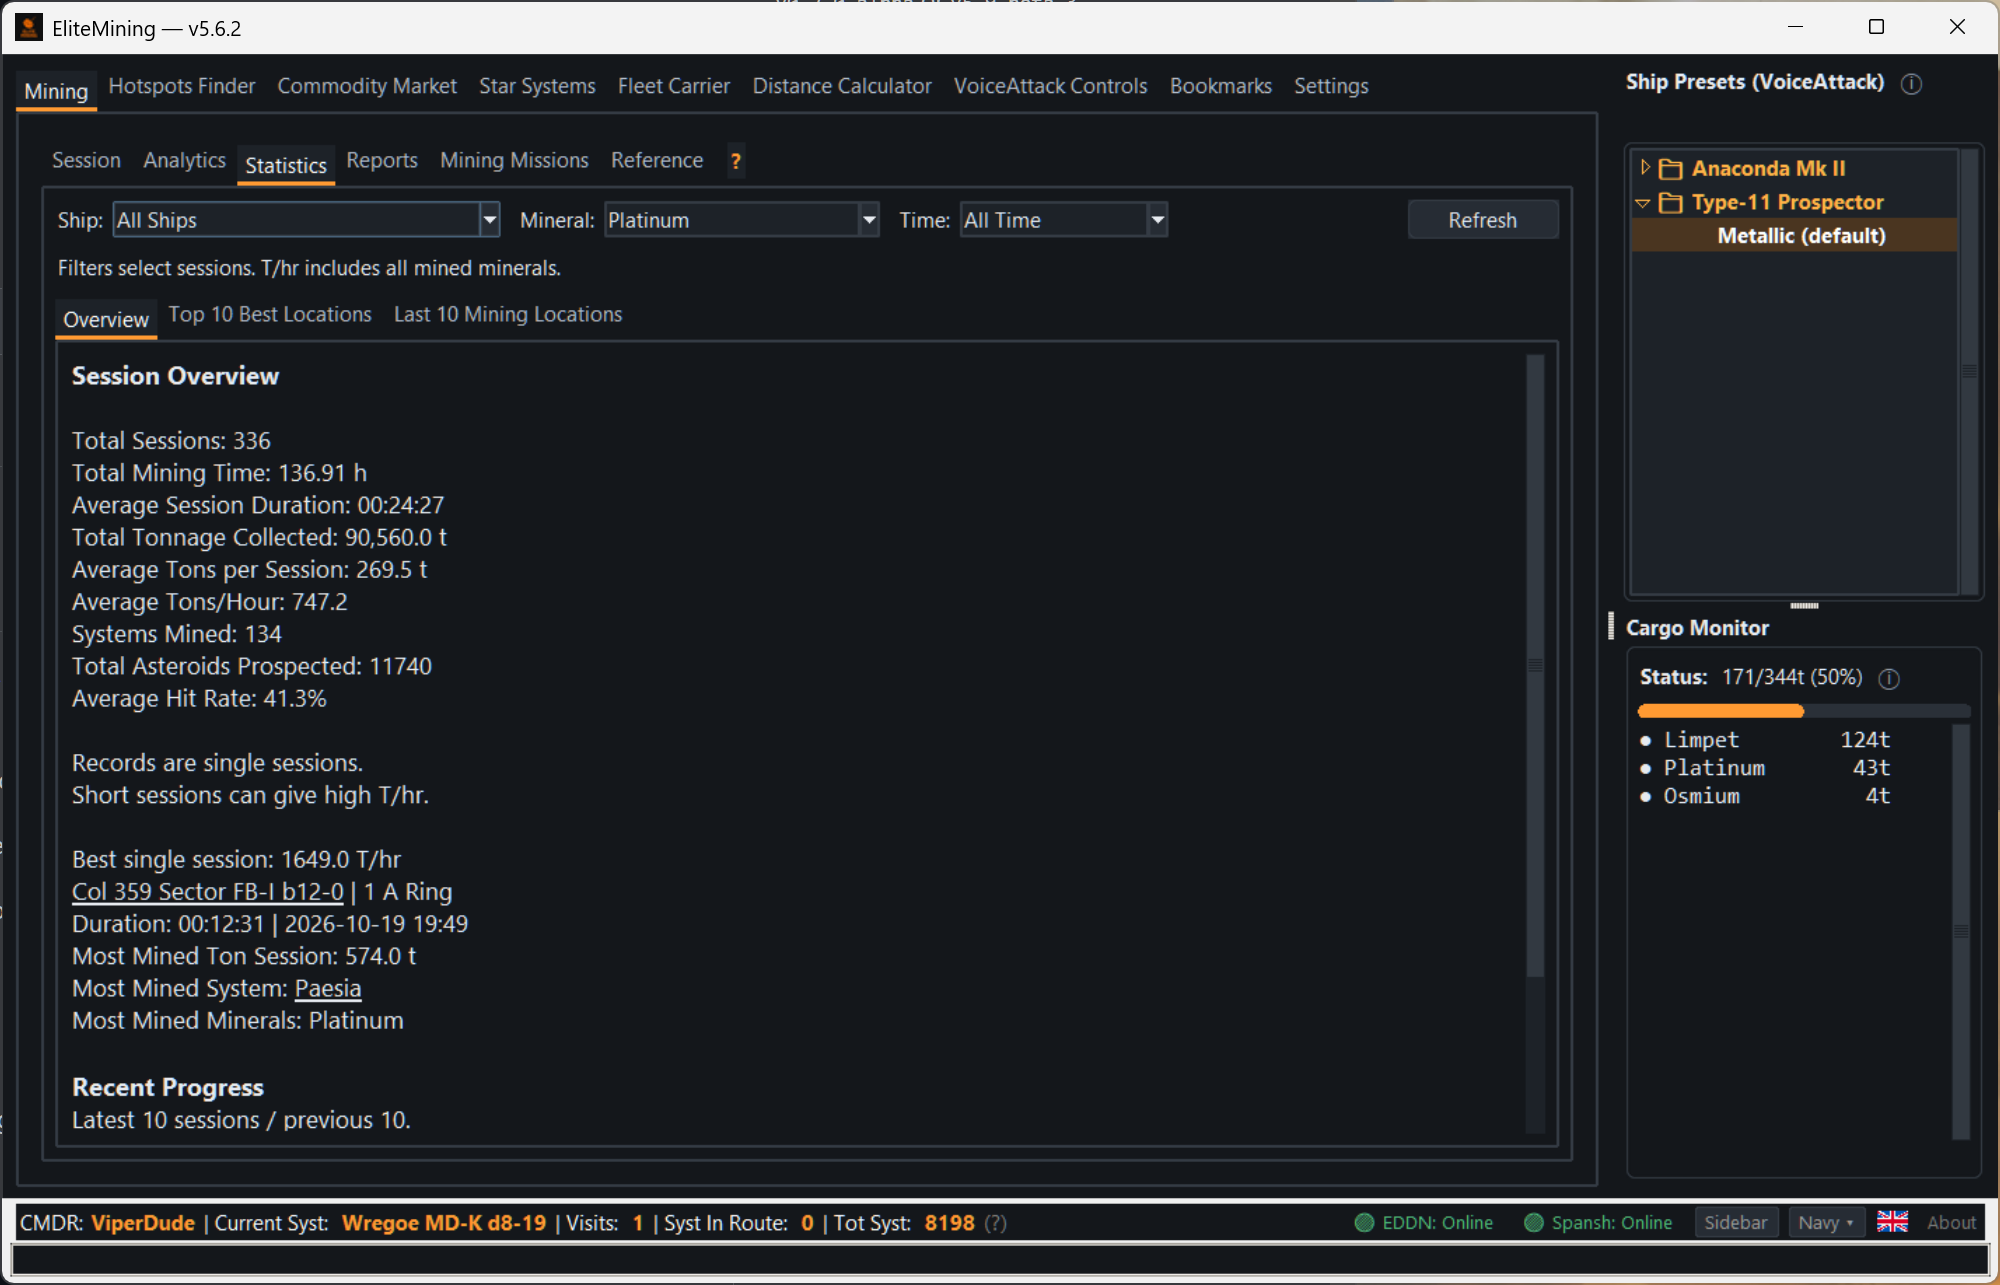 EliteMining — v5.6.2
Mining Hotspots Finder Commodity Market Star Systems Fleet Carrier Distance Calculator VoiceAttack Controls Bookmarks Settings
Session Analytics Statistics Reports Mining Missions Reference ?
Ship: All Ships Mineral: Platinum Time: All Time Refresh
Filters select sessions. T/hr includes all mined minerals.
Overview Top 10 Best Locations Last 10 Mining Locations
Session Overview
Total Sessions: 336
Total Mining Time: 136.91 h
Average Session Duration: 00:24:27
Total Tonnage Collected: 90,560.0 t
Average Tons per Session: 269.5 t
Average Tons/Hour: 747.2
Systems Mined: 134
Total Asteroids Prospected: 11740
Average Hit Rate: 41.3%
Records are single sessions.
Short sessions can give high T/hr.
Best single session: 1649.0 T/hr
Col 359 Sector FB-I b12-0 | 1 A Ring
Duration: 00:12:31 | 2026-10-19 19:49
Most Mined Ton Session: 574.0 t
Most Mined System: Paesia
Most Mined Minerals: Platinum
Recent Progress
Latest 10 sessions / previous 10.
Ship Presets (VoiceAttack) ⓘ
Anaconda Mk II
Type-11 Prospector
Metallic (default)
Cargo Monitor
Status: 171/344t (50%) ⓘ
● Limpet 124t
● Platinum 43t
● Osmium 4t
CMDR: ViperDude | Current Syst: Wregoe MD-K d8-19 | Visits: 1 | Syst In Route: 0 | Tot Syst: 8198 (?)
EDDN: Online Spansh: Online Sidebar Navy ▾ About